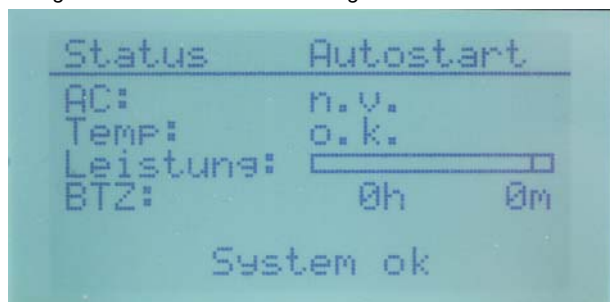 Status Autostart
AC: n.v.
Temp: o.k.
Leistung:
BTZ: 0h 0m
System ok